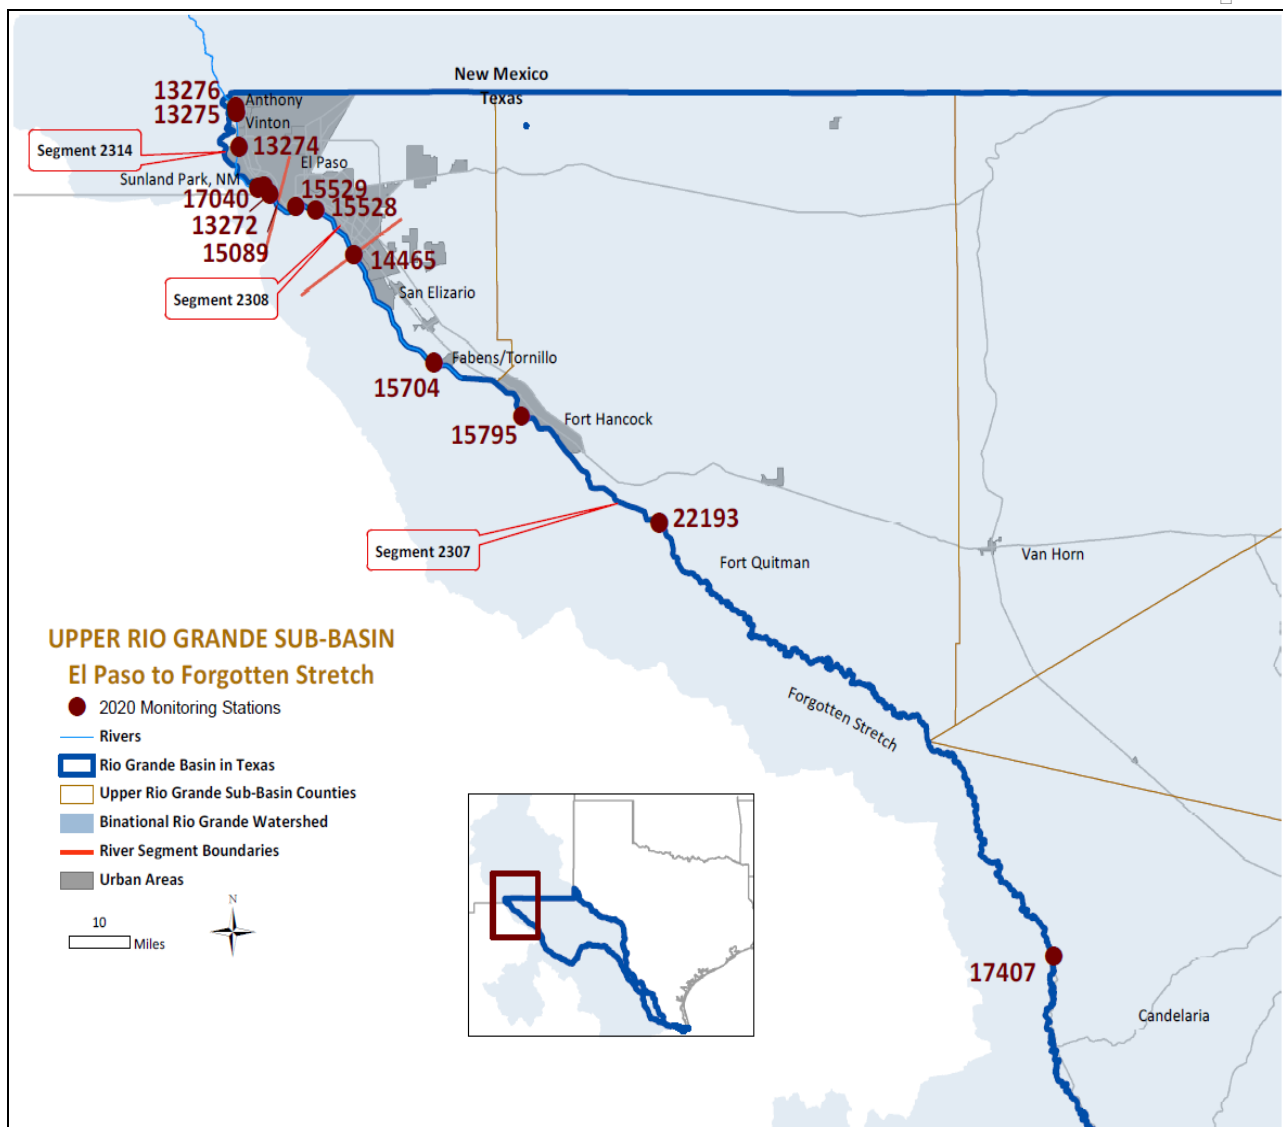 New Mexico
Texas
13276
Anthony
13275
Vinton
Segment 2314
13274
El Paso
Sunland Park, NM
15529
17040
15528
13272
15089
14465
Segment 2308
San Elizario
Fabens/Tornillo
15704
Fort Hancock
15795
22193
Segment 2307
Fort Quitman
Van Horn
Forgotten Stretch
UPPER RIO GRANDE SUB-BASIN
El Paso to Forgotten Stretch
2020 Monitoring Stations
Rivers
Rio Grande Basin in Texas
Upper Rio Grande Sub-Basin Counties
Binational Rio Grande Watershed
River Segment Boundaries
Urban Areas
N
10
Miles
17407
Candelaria